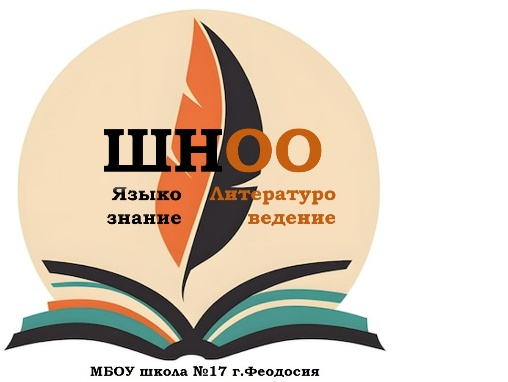 ШНОО
Языко Литературо
знание ведение
МБОУ школа №17 г.Феодосия